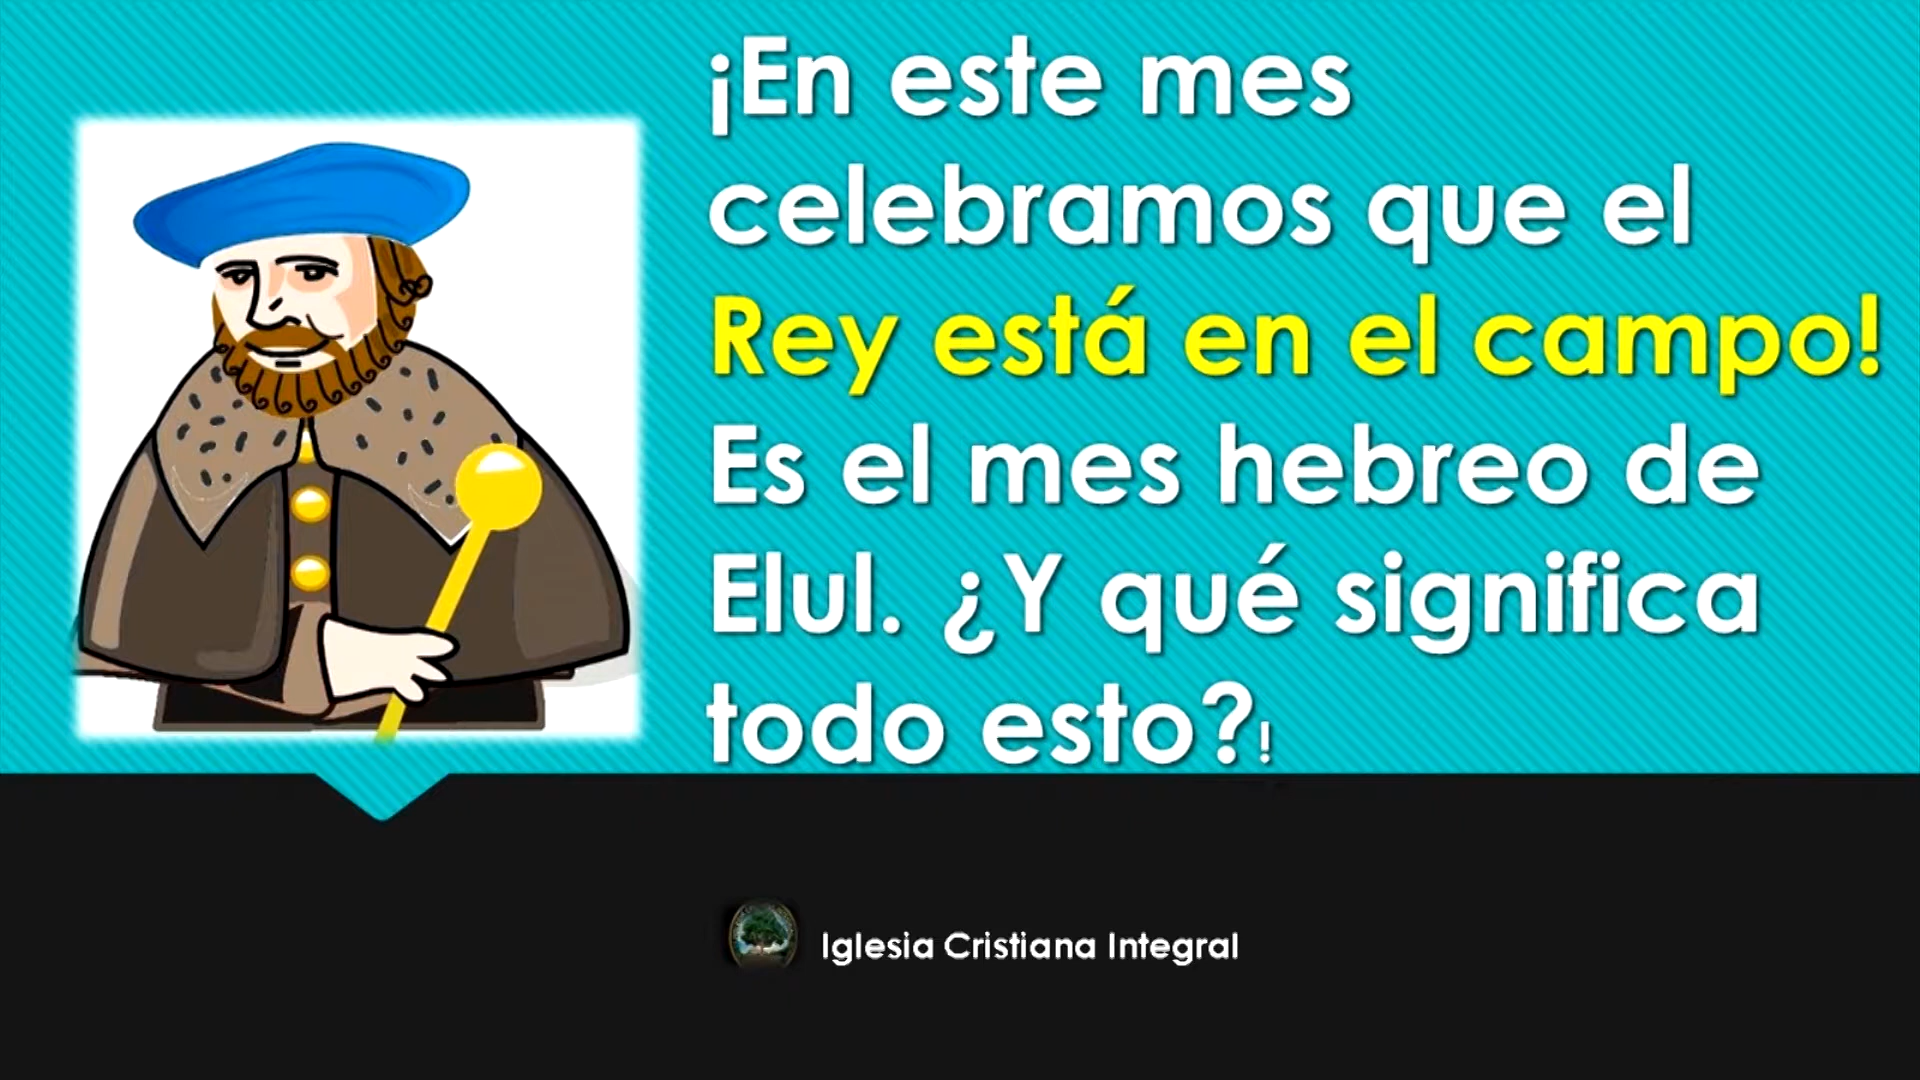 ¡En este mes
celebramos que el
Rey está en el campo!
Es el mes hebreo de
Elul. ¿Y qué significa
todo esto?!
Iglesia Cristiana Integral